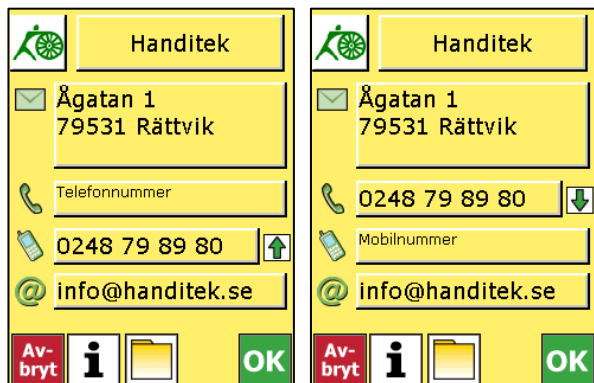 Handitek
Ågatan 1
79531 Rättvik
Telefonnummer
0248 79 89 80
@ info@handitek.se
Av-
bryt
i
OK
Handitek
Ågatan 1
79531 Rättvik
0248 79 89 80
Mobilnummer
@ info@handitek.se
Av-
bryt
i
OK